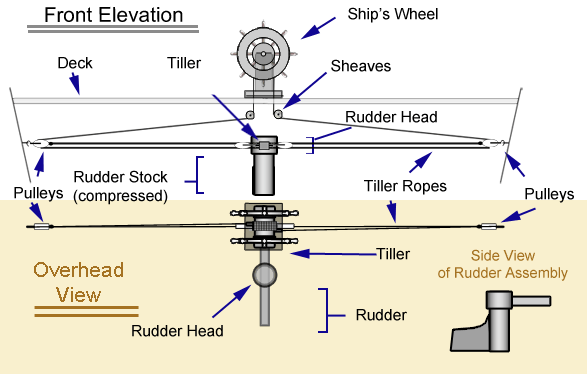 Front Elevation
Ship's Wheel
Deck
Tiller
Sheaves
Rudder Head
Rudder Stock
(compressed)
Pulleys
Tiller Ropes
Pulleys
Overhead
View
Tiller
Side View
of Rudder Assembly
Rudder Head
Rudder